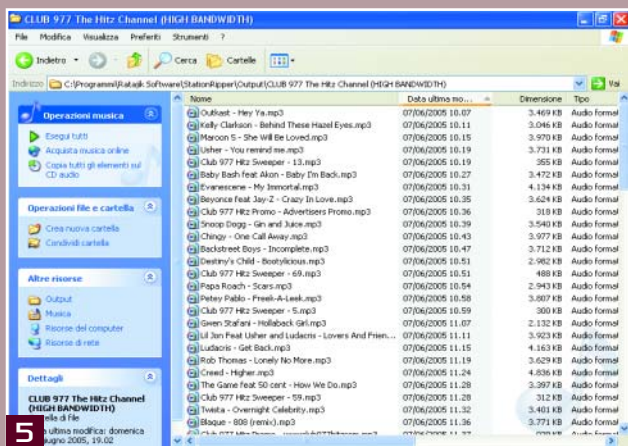 CLUB 977 The Hitz Channel (HIGH BANDWIDTH)
File Modifica Visualizza Preferiti Strumenti ?
Indietro Cerca Cartelle
Indirizzo C:\Programmi\Ratajik Software\StationRipper\Output\CLUB 977 The Hitz Channel (HIGH BANDWIDTH) Vai
Operazioni musica
Esegui tutti
Acquista musica online
Copia tutti gli elementi sul
CD audio
Operazioni file e cartella
Crea nuova cartella
Condividi cartella
Altre risorse
Output
Musica
Risorse del computer
Risorse di rete
Dettagli
CLUB 977 The Hitz Channel
(HIGH BANDWIDTH)
ella di file
ultima modifica: domenica
giugno 2005, 19.02
5
Nome Data ultima mo... Dimensione Tipo
Outkast - Hey Ya.mp3 07/06/2005 10.07 3.469 KB Audio format
Kelly Clarkson - Behind These Hazel Eyes.mp3 07/06/2005 10.11 3.046 KB Audio format
Maroon 5 - She Will Be Loved.mp3 07/06/2005 10.15 3.970 KB Audio format
Usher - You remind me.mp3 07/06/2005 10.19 3.731 KB Audio format
Club 977 Hitz Sweeper - 13.mp3 07/06/2005 10.19 355 KB Audio format
Baby Bash feat Akon - Baby I'm Back.mp3 07/06/2005 10.27 3.472 KB Audio format
Evanescene - My Immortal.mp3 07/06/2005 10.31 4.134 KB Audio format
Beyonce Feat Jay-Z - Crazy In Love.mp3 07/06/2005 10.35 3.624 KB Audio format
Club 977 Hitz Promo - Advertisers Promo.mp3 07/06/2005 10.36 318 KB Audio format
Snoop Dogg - Gin and Juice.mp3 07/06/2005 10.39 3.540 KB Audio format
Chingy - One Call Away.mp3 07/06/2005 10.43 3.977 KB Audio format
Backstreet Boys - Incomplete.mp3 07/06/2005 10.47 3.712 KB Audio format
Destiny's Child - Bootylicious.mp3 07/06/2005 10.51 2.982 KB Audio format
Club 977 Hitz Sweeper - 69.mp3 07/06/2005 10.51 488 KB Audio format
Papa Roach - Scars.mp3 07/06/2005 10.54 2.943 KB Audio format
Petey Pablo - Freek-A-Leek.mp3 07/06/2005 10.58 3.807 KB Audio format
Club 977 Hitz Sweeper - 5.mp3 07/06/2005 10.59 300 KB Audio format
Gwen Stafani - Hollaback Girl.mp3 07/06/2005 11.07 2.132 KB Audio format
Lil Jon Feat Usher and Ludacris - Lovers And Frien... 07/06/2005 11.11 3.923 KB Audio format
Ludacris - Get Back.mp3 07/06/2005 11.15 4.163 KB Audio format
Rob Thomas - Lonely No More.mp3 07/06/2005 11.19 3.629 KB Audio format
Creed - Higher.mp3 07/06/2005 11.24 4.836 KB Audio format
The Game feat 50 cent - How We Do.mp3 07/06/2005 11.28 3.397 KB Audio format
Club 977 Hitz Sweeper - 59.mp3 07/06/2005 11.28 312 KB Audio format
Twista - Overnight Celebrity.mp3 07/06/2005 11.32 3.401 KB Audio format
Blaque - 808 (remix).mp3 07/06/2005 11.36 3.771 KB Audio format